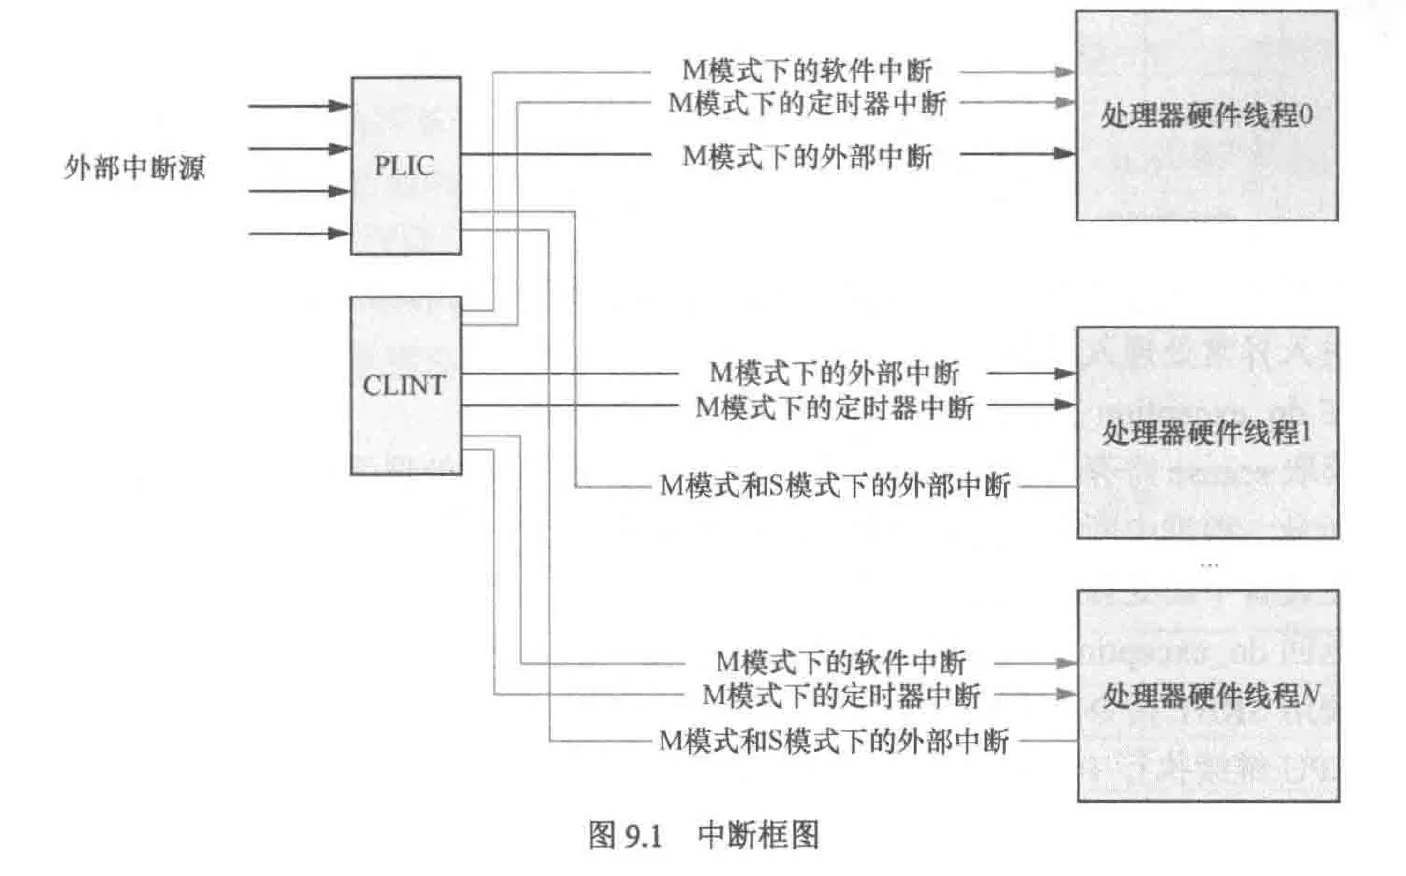 M模式下的软件中断
M模式下的定时器中断
M模式下的外部中断
处理器硬件线程0
外部中断源
PLIC
CLINT
M模式下的外部中断
M模式下的定时器中断
M模式和S模式下的外部中断
处理器硬件线程1
...
M模式下的软件中断
M模式下的定时器中断
M模式和S模式下的外部中断
处理器硬件线程N
图 9.1 中断框图